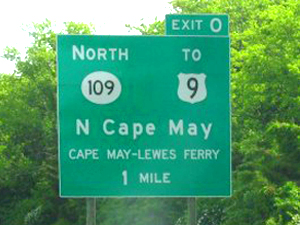 EXIT 0
NORTH TO
109 9
N Cape May
CAPE MAY-LEWES FERRY
1 MILE